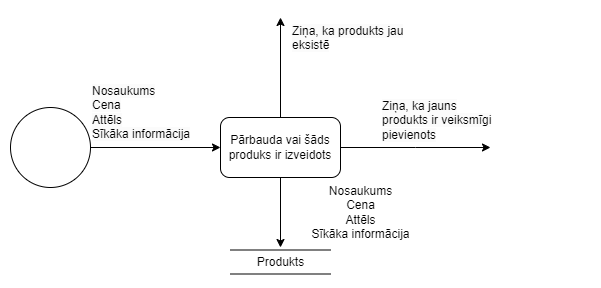 Ziņa, ka produkts jau
eksistē
Nosaukums
Cena
Attēls
Sīkāka informācija
Ziņa, ka jauns
produkts ir veiksmīgi
pievienots
Pārbauda vai šāds
produks ir izveidots
Nosaukums
Cena
Attēls
Sīkāka informācija
Produkts